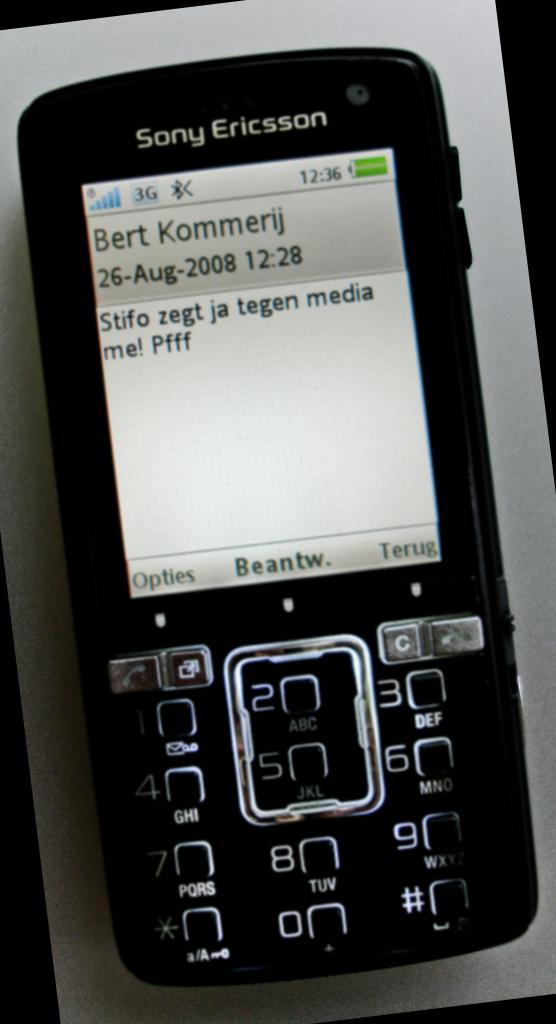 Sony Ericsson
3G 12:36
Bert Kommerij
26-Aug-2008 12:28
Stifo zegt ja tegen media
me! Pfff
Opties Beantw. Terug
C
1 2 ABC 3 DEF
4 GHI 5 JKL 6 MNO
7 PQRS 8 TUV 9 WXYZ
* a/A 0 + #